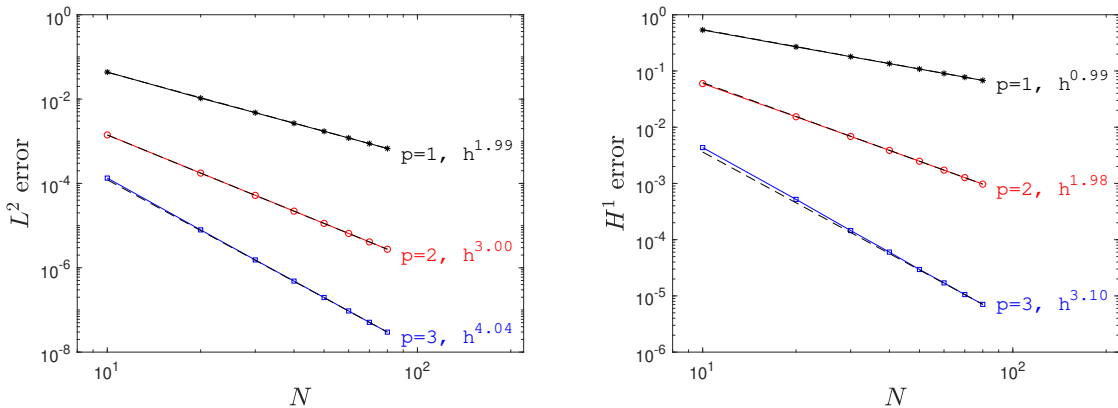 10^0
10^-2
10^-4
10^-6
10^-8
L^2 error
p=1, h^1.99
p=2, h^3.00
p=3, h^4.04
10^1
10^2
N
10^0
10^-1
10^-2
10^-3
10^-4
10^-5
10^-6
H^1 error
p=1, h^0.99
p=2, h^1.98
p=3, h^3.10
10^1
10^2
N